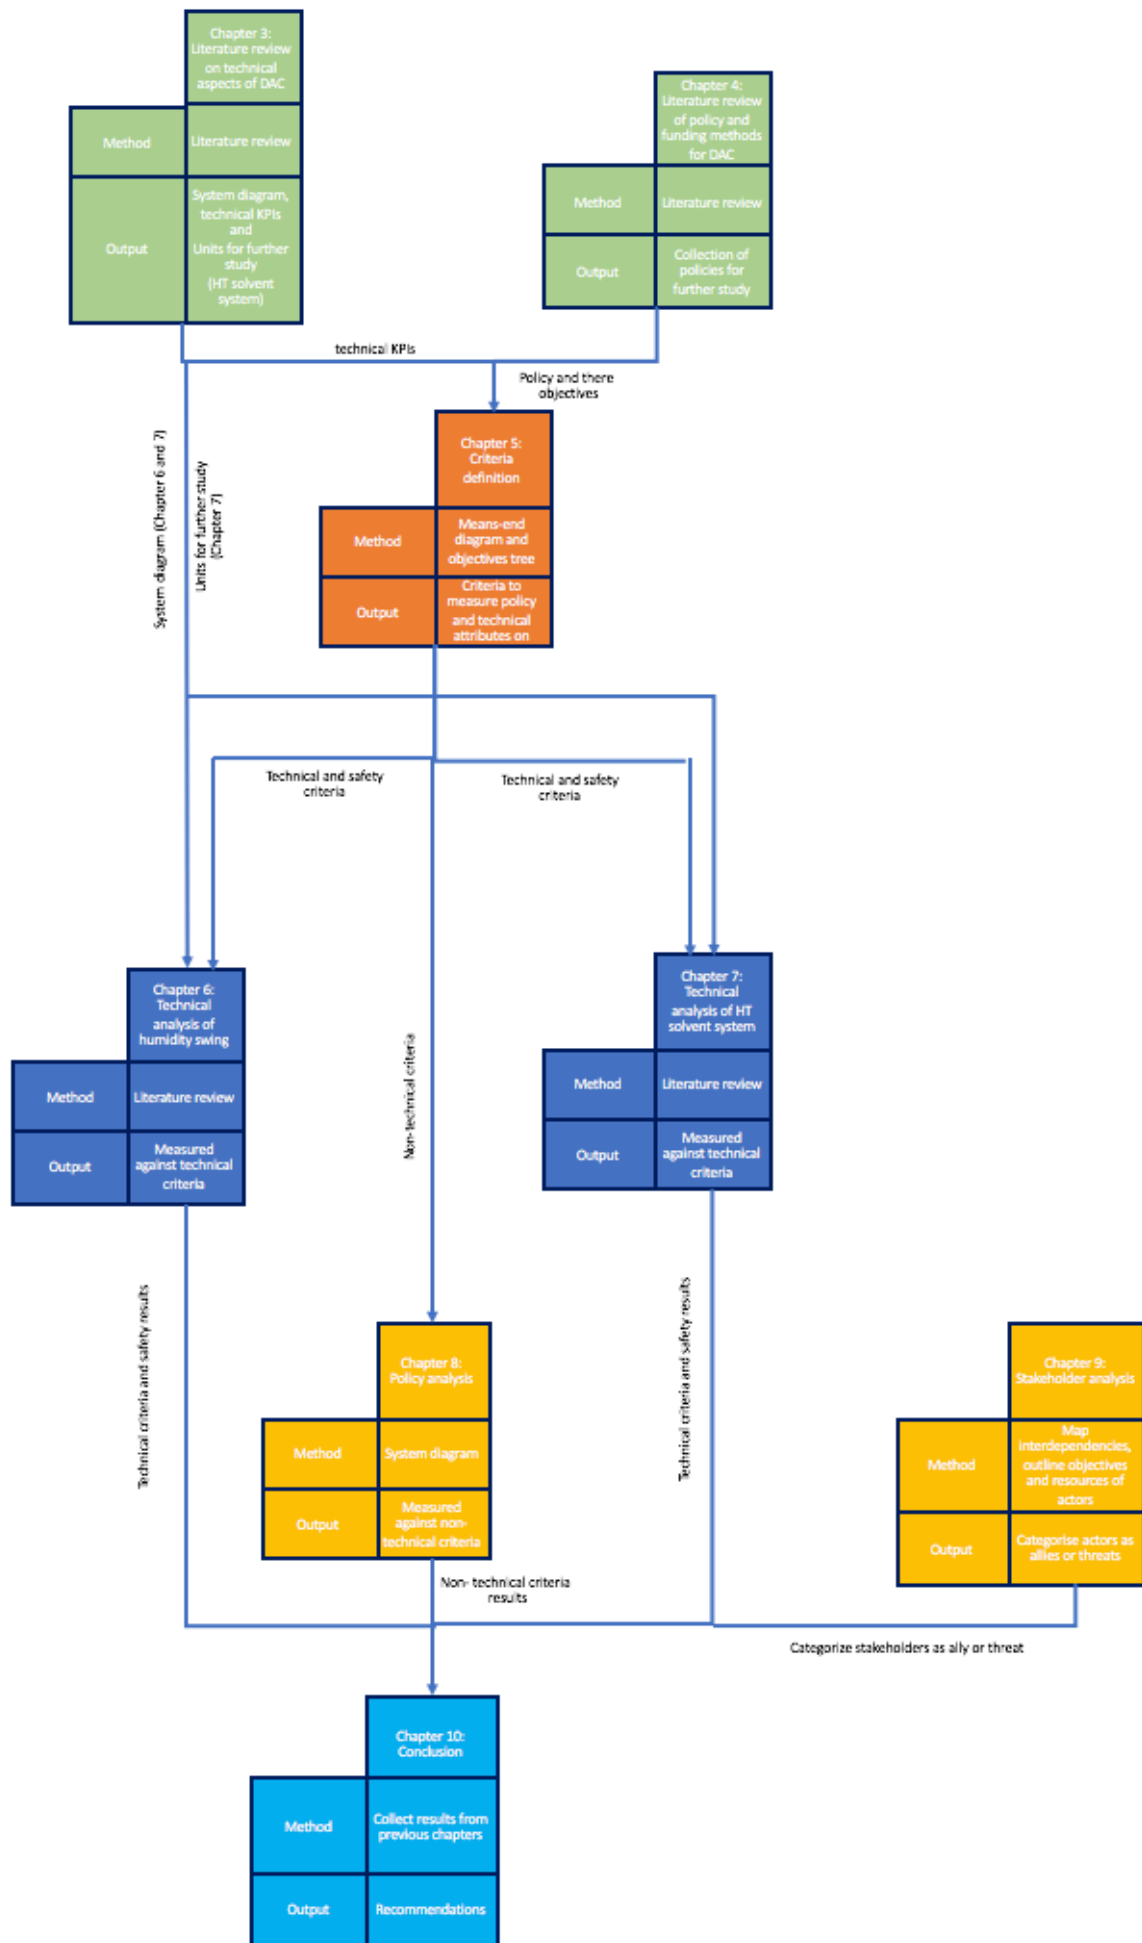 Chapter 3:
Literature review
on technical
aspects of DAC
Method
Literature review
Output
System diagram,
technical KPIs
and
Units for further
study
(HT solvent
system)
Chapter 4:
Literature review
of policy and
funding methods
for DAC
Method
Literature review
Output
Collection of
policies for
further study
technical KPIs
Policy and there
objectives
System diagram (Chapter 6 and 7)
Units for further study
(Chapter 7)
Chapter 5:
Criteria
definition
Method
Means-end
diagram and
objectives tree
Output
Criteria to
measure policy
and technical
attributes on
Technical and safety
criteria
Technical and safety
criteria
Non-technical criteria
Chapter 6:
Technical
analysis of
humidity swing
Method
Literature review
Output
Measured
against technical
criteria
Chapter 7:
Technical
analysis of HT
solvent system
Method
Literature review
Output
Measured
against technical
criteria
Technical criteria and safety results
Technical criteria and safety results
Chapter 8:
Policy analysis
Method
System diagram
Output
Measured
against non-
technical criteria
Chapter 9:
Stakeholder analysis
Method
Map
interdependencies,
outline objectives
and resources of
actors
Output
Categorise actors as
allies or threats
Non- technical criteria
results
Categorize stakeholders as ally or threat
Chapter 10:
Conclusion
Method
Collect results from
previous chapters
Output
Recommendations